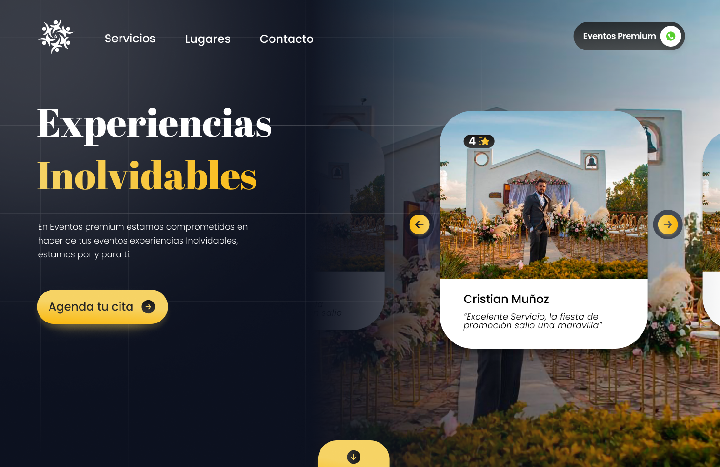 Servicios
Lugares
Contacto
Eventos Premium
Experiencias
Inolvidables
En Eventos premium estamos comprometidos en
hacer de tus eventos experiencias Inolvidables,
estamos por y para ti.
Agenda tu cita
4
Cristian Muñoz
"Excelente Servicio, la fiesta de
promoción salio una maravilla"